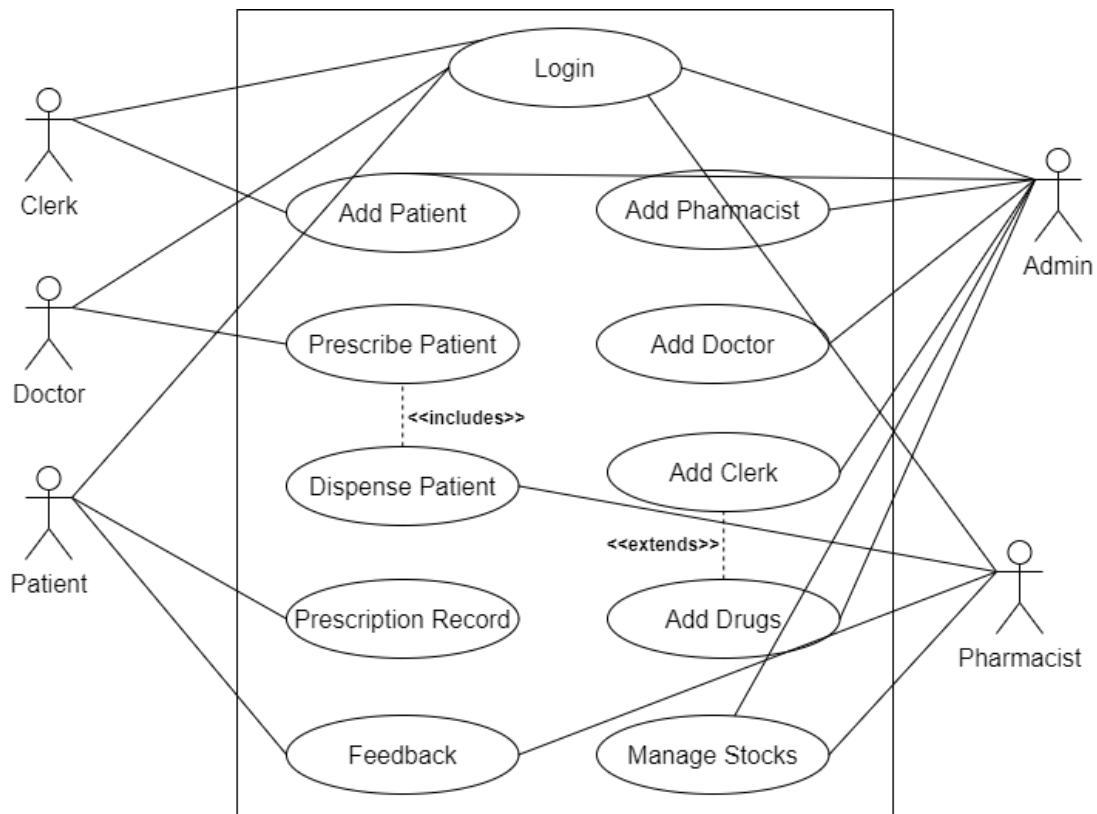 Login
Clerk
Add Patient
Add Pharmacist
Admin
Doctor
Prescribe Patient
Add Doctor
<<includes>>
Dispense Patient
Add Clerk
<<extends>>
Patient
Prescription Record
Add Drugs
Pharmacist
Feedback
Manage Stocks